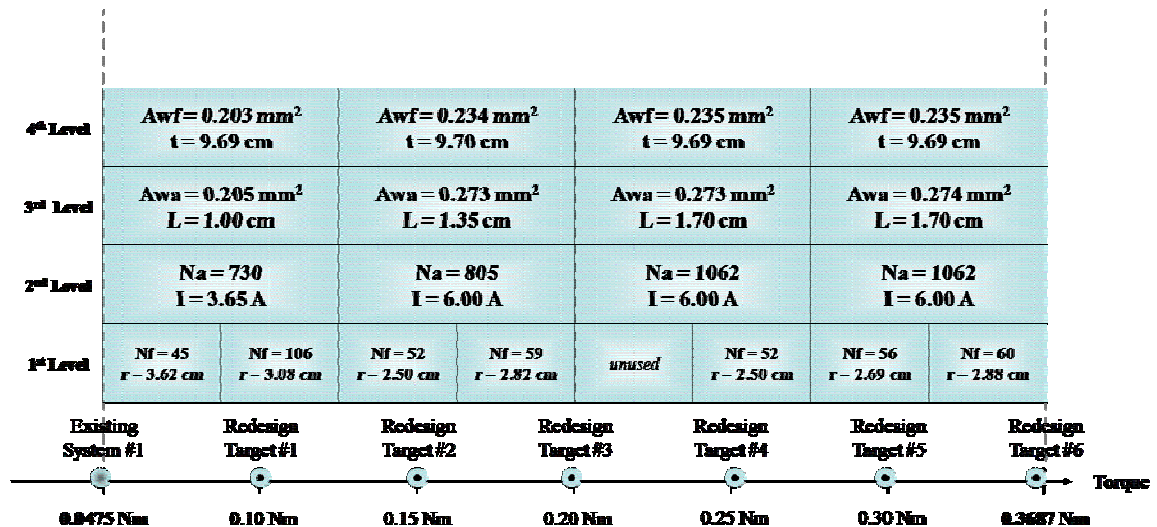 4th Level
Awf = 0.203 mm²
t = 9.69 cm
Awf = 0.234 mm²
t = 9.70 cm
Awf = 0.235 mm²
t = 9.69 cm
Awf = 0.235 mm²
t = 9.69 cm
3rd Level
Awa = 0.205 mm²
L = 1.00 cm
Awa = 0.273 mm²
L = 1.35 cm
Awa = 0.273 mm²
L = 1.70 cm
Awa = 0.274 mm²
L = 1.70 cm
2nd Level
Na = 730
I = 3.65 A
Na = 805
I = 6.00 A
Na = 1062
I = 6.00 A
Na = 1062
I = 6.00 A
1st Level
Nf = 45
r – 3.62 cm
Nf = 106
r – 3.08 cm
Nf = 52
r – 2.50 cm
Nf = 59
r – 2.82 cm
unused
Nf = 52
r – 2.50 cm
Nf = 56
r – 2.69 cm
Nf = 60
r – 2.88 cm
Existing
System #1
Redesign
Target #1
Redesign
Target #2
Redesign
Target #3
Redesign
Target #4
Redesign
Target #5
Redesign
Target #6
Torque
0.0475 Nm
0.10 Nm
0.15 Nm
0.20 Nm
0.25 Nm
0.30 Nm
0.3687 Nm